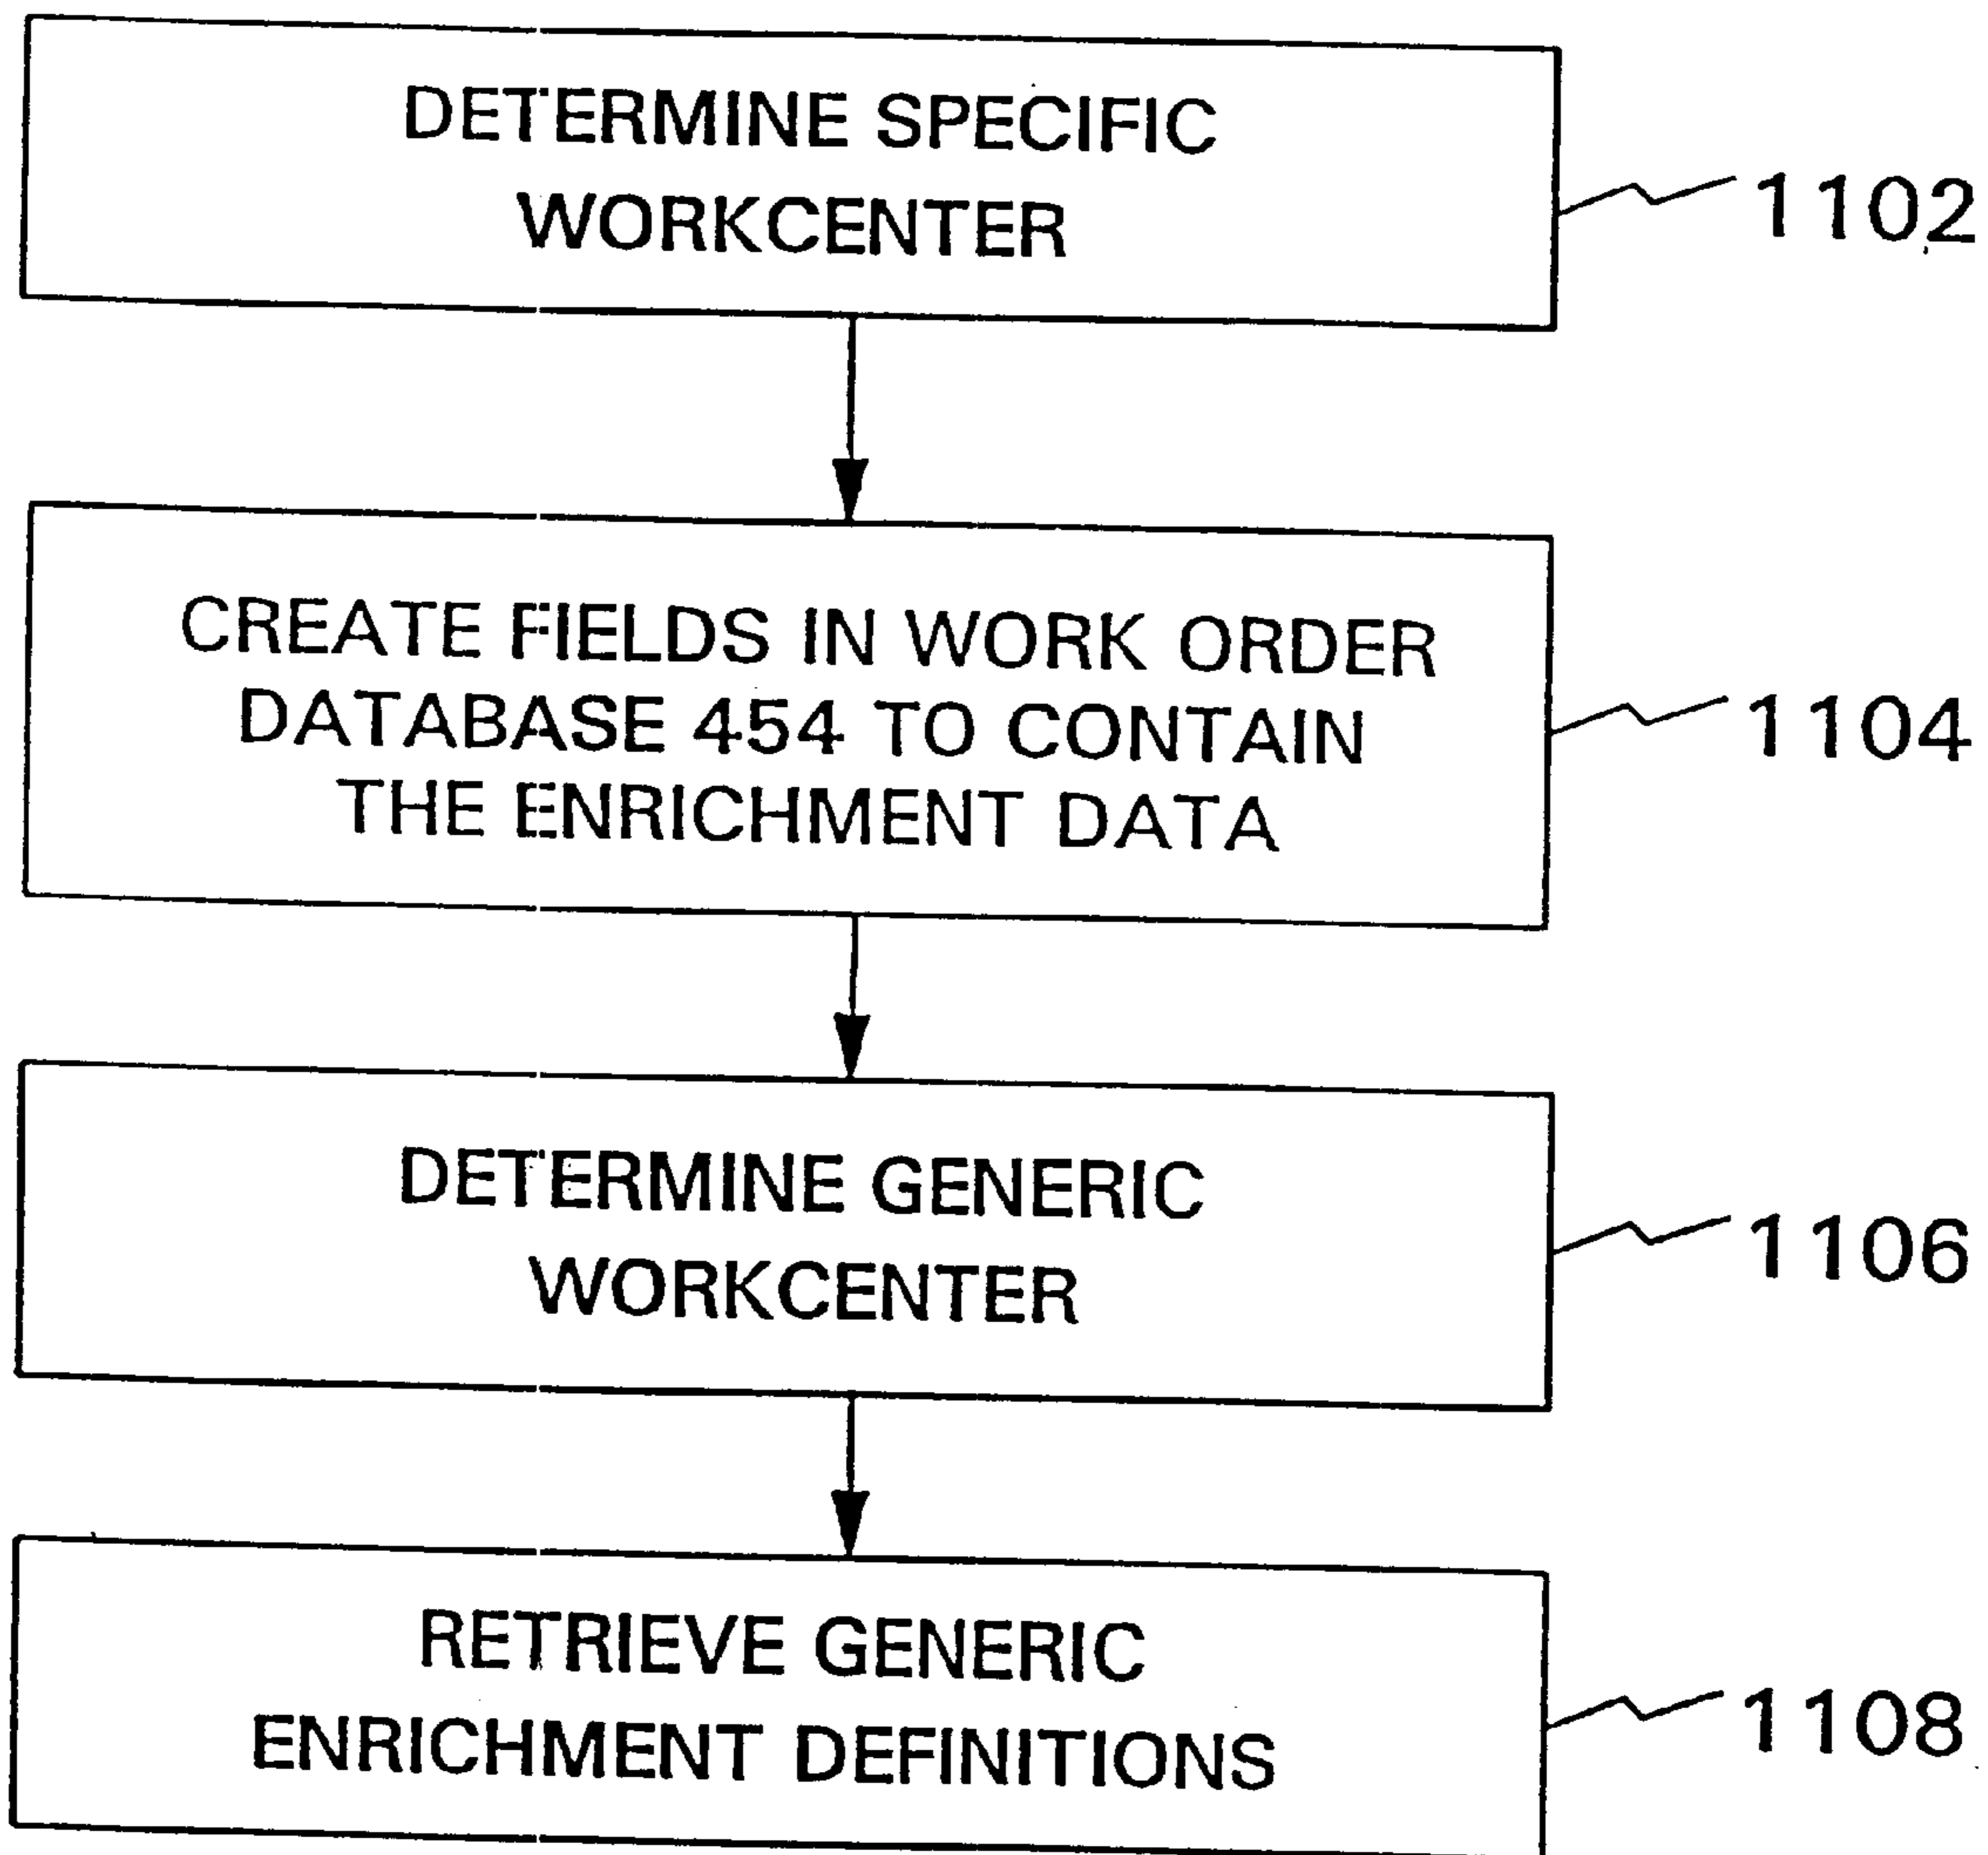 DETERMINE SPECIFIC
WORKCENTER
1102
CREATE FIELDS IN WORK ORDER
DATABASE 454 TO CONTAIN
THE ENRICHMENT DATA
1104
DETERMINE GENERIC
WORKCENTER
1106
RETRIEVE GENERIC
ENRICHMENT DEFINITIONS
1108